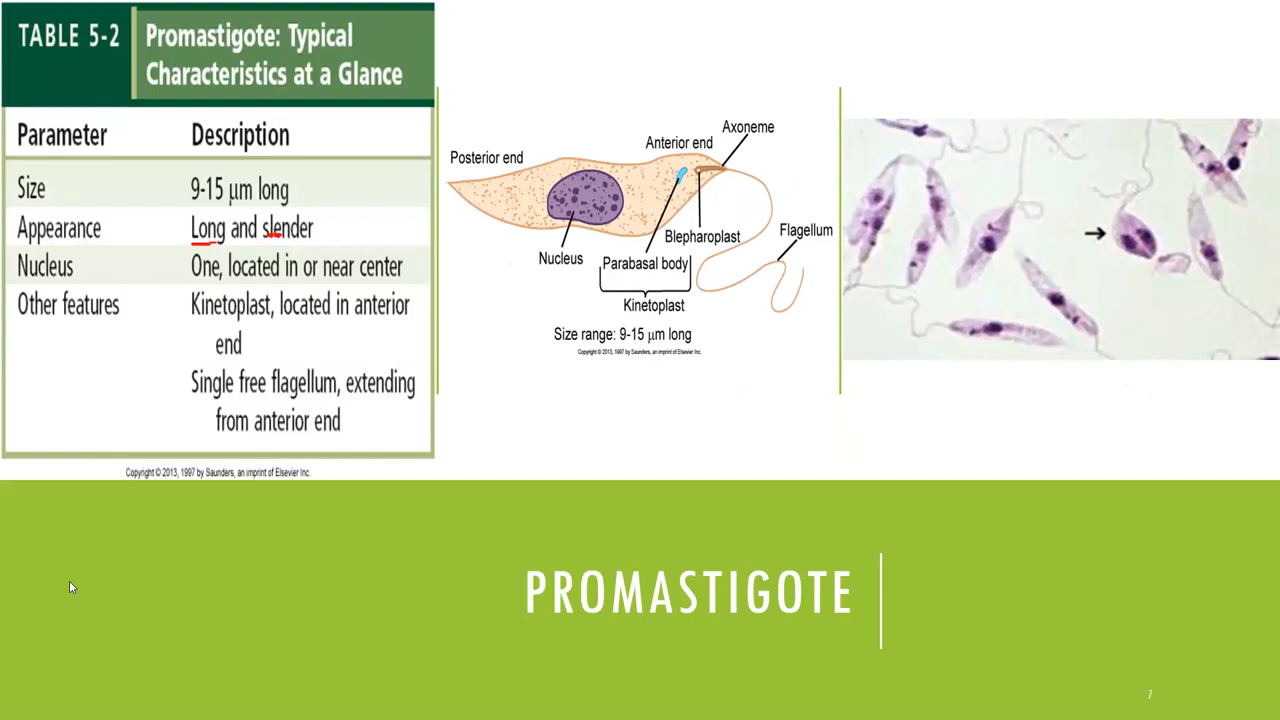 TABLE 5-2
Promastigote: Typical
Characteristics at a Glance
Parameter Description
Size 9-15 μm long
Appearance Long and slender
Nucleus One, located in or near center
Other features Kinetoplast, located in anterior
end
Single free flagellum, extending
from anterior end
Copyright © 2013, 1997 by Saunders, an imprint of Elsevier Inc.
Axoneme
Anterior end
Posterior end
Flagellum
Blepharoplast
Nucleus
Parabasal body
Kinetoplast
Size range: 9-15 μm long
Copyright © 2013, 1997 by Saunders, an imprint of Elsevier Inc.
PROMASTIGOTE
7